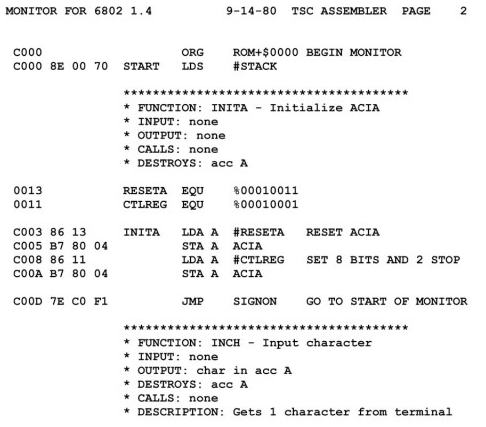 MONITOR FOR 6802 1.4 9-14-80 TSC ASSEMBLER PAGE 2
C000 ORG ROM+$0000 BEGIN MONITOR
C000 8E 00 70 START LDS #STACK
***************************************
* FUNCTION: INITA - Initialize ACIA
* INPUT: none
* OUTPUT: none
* CALLS: none
* DESTROYS: acc A
0013 RESETA EQU %00010011
0011 CTLREG EQU %00010001
C003 86 13 INITA LDA A #RESETA RESET ACIA
C005 B7 80 04 STA A ACIA
C008 86 11 LDA A #CTLREG SET 8 BITS AND 2 STOP
C00A B7 80 04 STA A ACIA
C00D 7E C0 F1 JMP SIGNON GO TO START OF MONITOR
***************************************
* FUNCTION: INCH - Input character
* INPUT: none
* OUTPUT: char in acc A
* DESTROYS: acc A
* CALLS: none
* DESCRIPTION: Gets 1 character from terminal